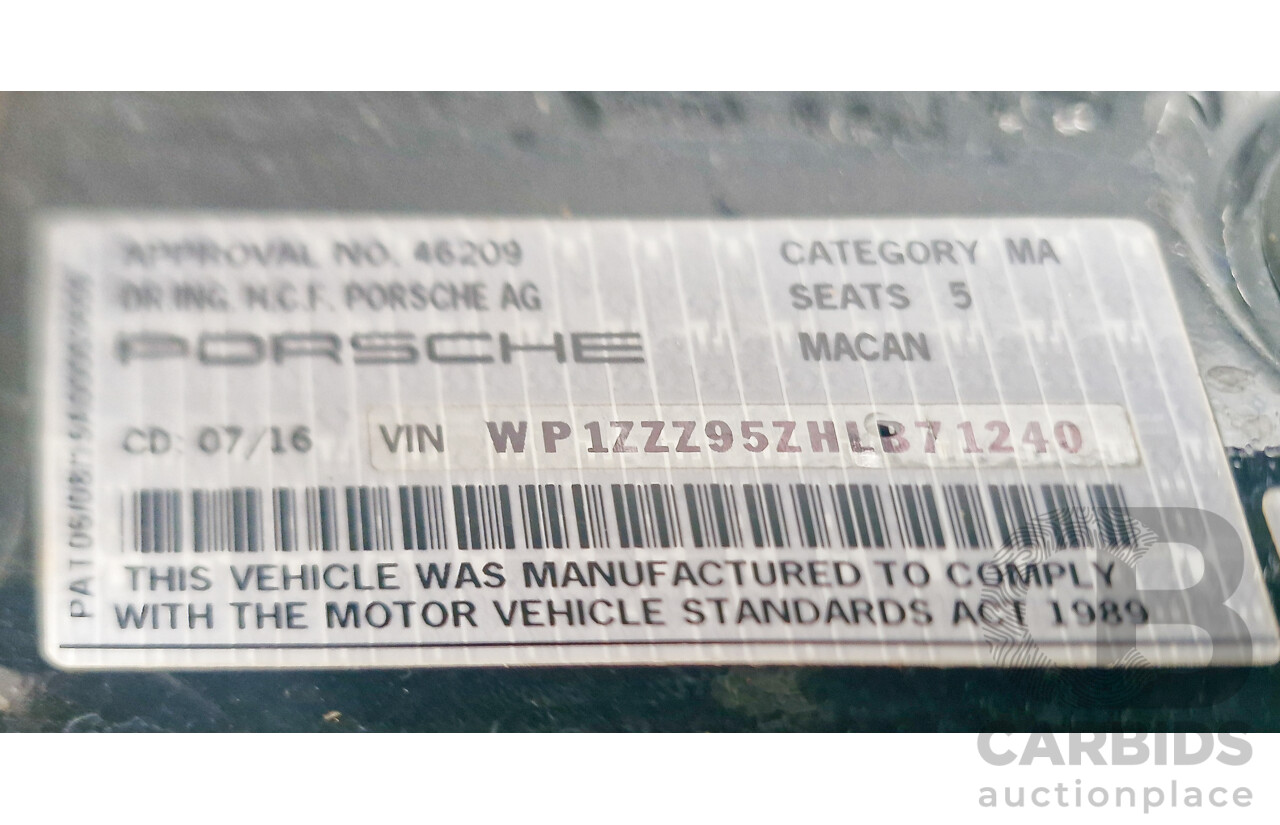 APPROVAL NO. 46209
CATEGORY MA
DR ING. H.C.F. PORSCHE AG
SEATS 5
PORSCHE
MACAN
CD: 07/16
VIN WP1ZZZ95ZHLB71240
THIS VEHICLE WAS MANUFACTURED TO COMPLY
WITH THE MOTOR VEHICLE STANDARDS ACT 1989
CB
CARBIDS
auctionplace